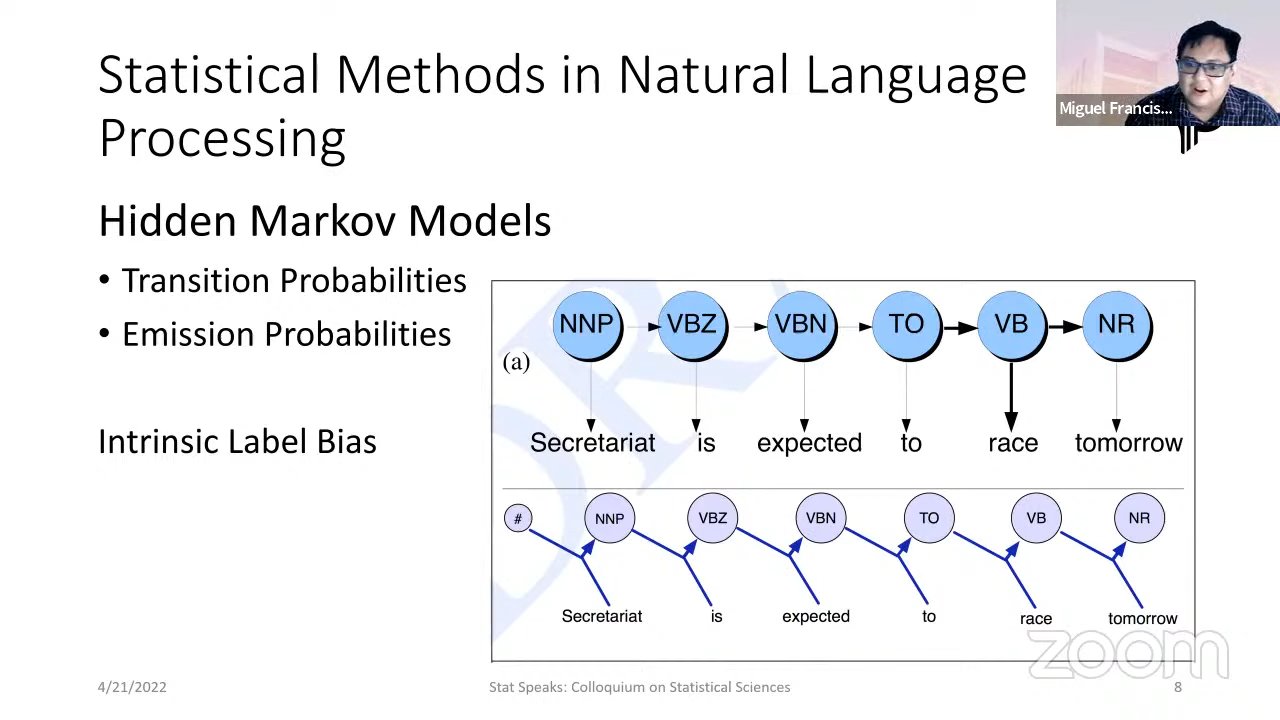 Statistical Methods in Natural Language
Processing
Miguel Francis...
Hidden Markov Models
• Transition Probabilities
• Emission Probabilities
Intrinsic Label Bias
NNP VBZ VBN TO VB NR
(a)
Secretariat is expected to race tomorrow
# NNP VBZ VBN TO VB NR
Secretariat is expected to race tomorrow
zoom
4/21/2022 Stat Speaks: Colloquium on Statistical Sciences 8